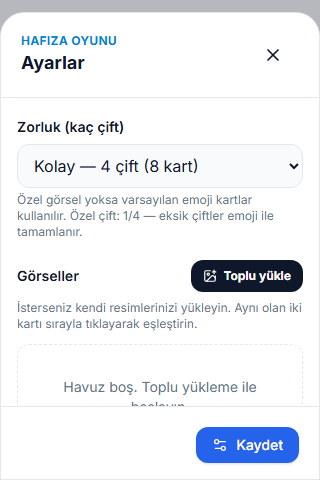 HAFIZA OYUNU
Ayarlar
Zorluk (kaç çift)
Kolay — 4 çift (8 kart)
Özel görsel yoksa varsayılan emoji kartlar
kullanılır. Özel çift: 1/4 — eksik çiftler emoji ile
tamamlanır.
Görseller
Toplu yükle
İsterseniz kendi resimlerinizi yükleyin. Aynı olan iki
kartı sırayla tıklayarak eşleştirin.
Havuz boş. Toplu yükleme ile
Kaydet